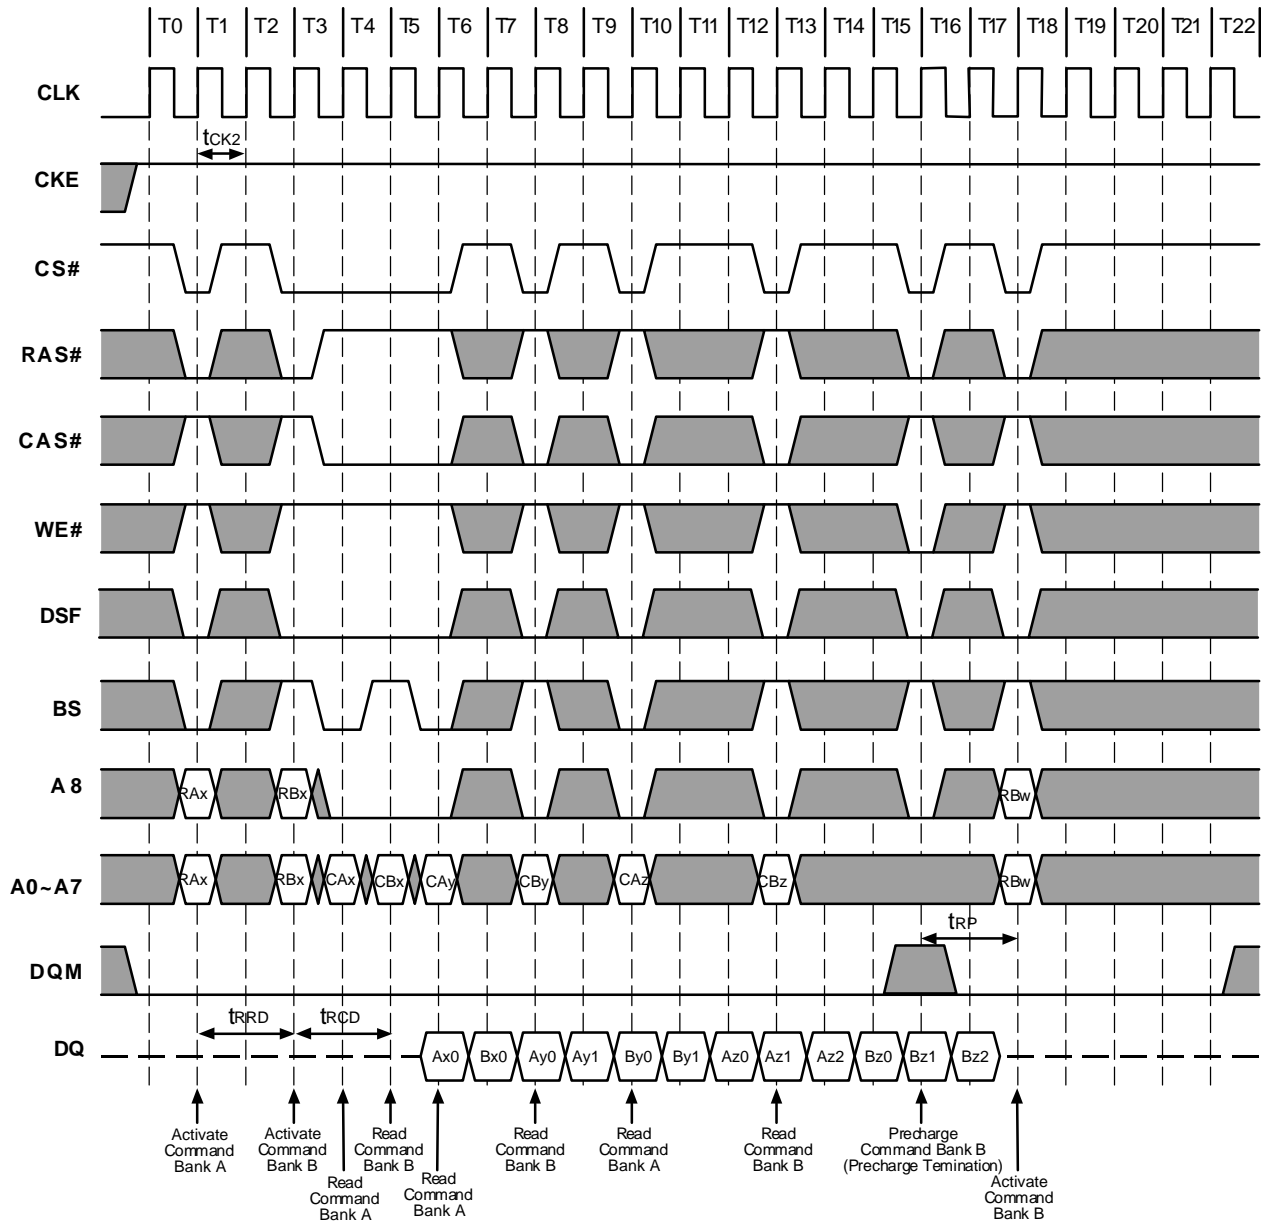 T0 T1 T2 T3 T4 T5 T6 T7 T8 T9 T10 T11 T12 T13 T14 T15 T16 T17 T18 T19 T20 T21 T22
CLK
tCK2
CKE
CS#
RAS#
CAS#
WE#
DSF
BS
A8
RAx RBx RBw
A0~A7
RAx RBx CAx CBx CAy CBy CAz CBz RBw
tRP
DQM
tRRD tRCD
DQ
Ax0 Bx0 Ay0 Ay1 By0 By1 Az0 Az1 Az2 Bz0 Bz1 Bz2
Activate
Command
Bank A
Activate
Command
Bank B
Read
Command
Bank A
Read
Command
Bank B
Read
Command
Bank A
Read
Command
Bank B
Read
Command
Bank A
Read
Command
Bank B
Precharge
Command Bank B
(Precharge Temination)
Activate
Command
Bank B